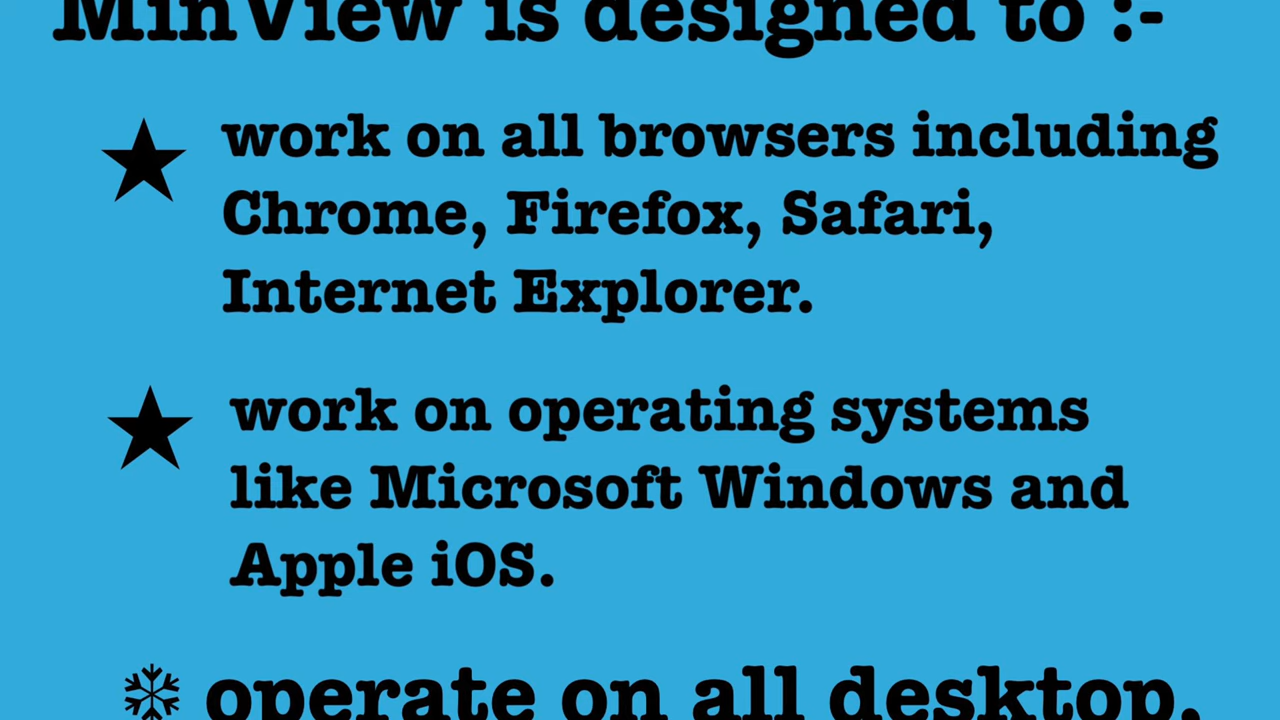 MinView is designed to :-
★ work on all browsers including
Chrome, Firefox, Safari,
Internet Explorer.
★ work on operating systems
like Microsoft Windows and
Apple iOS.
❄ operate on all desktop,